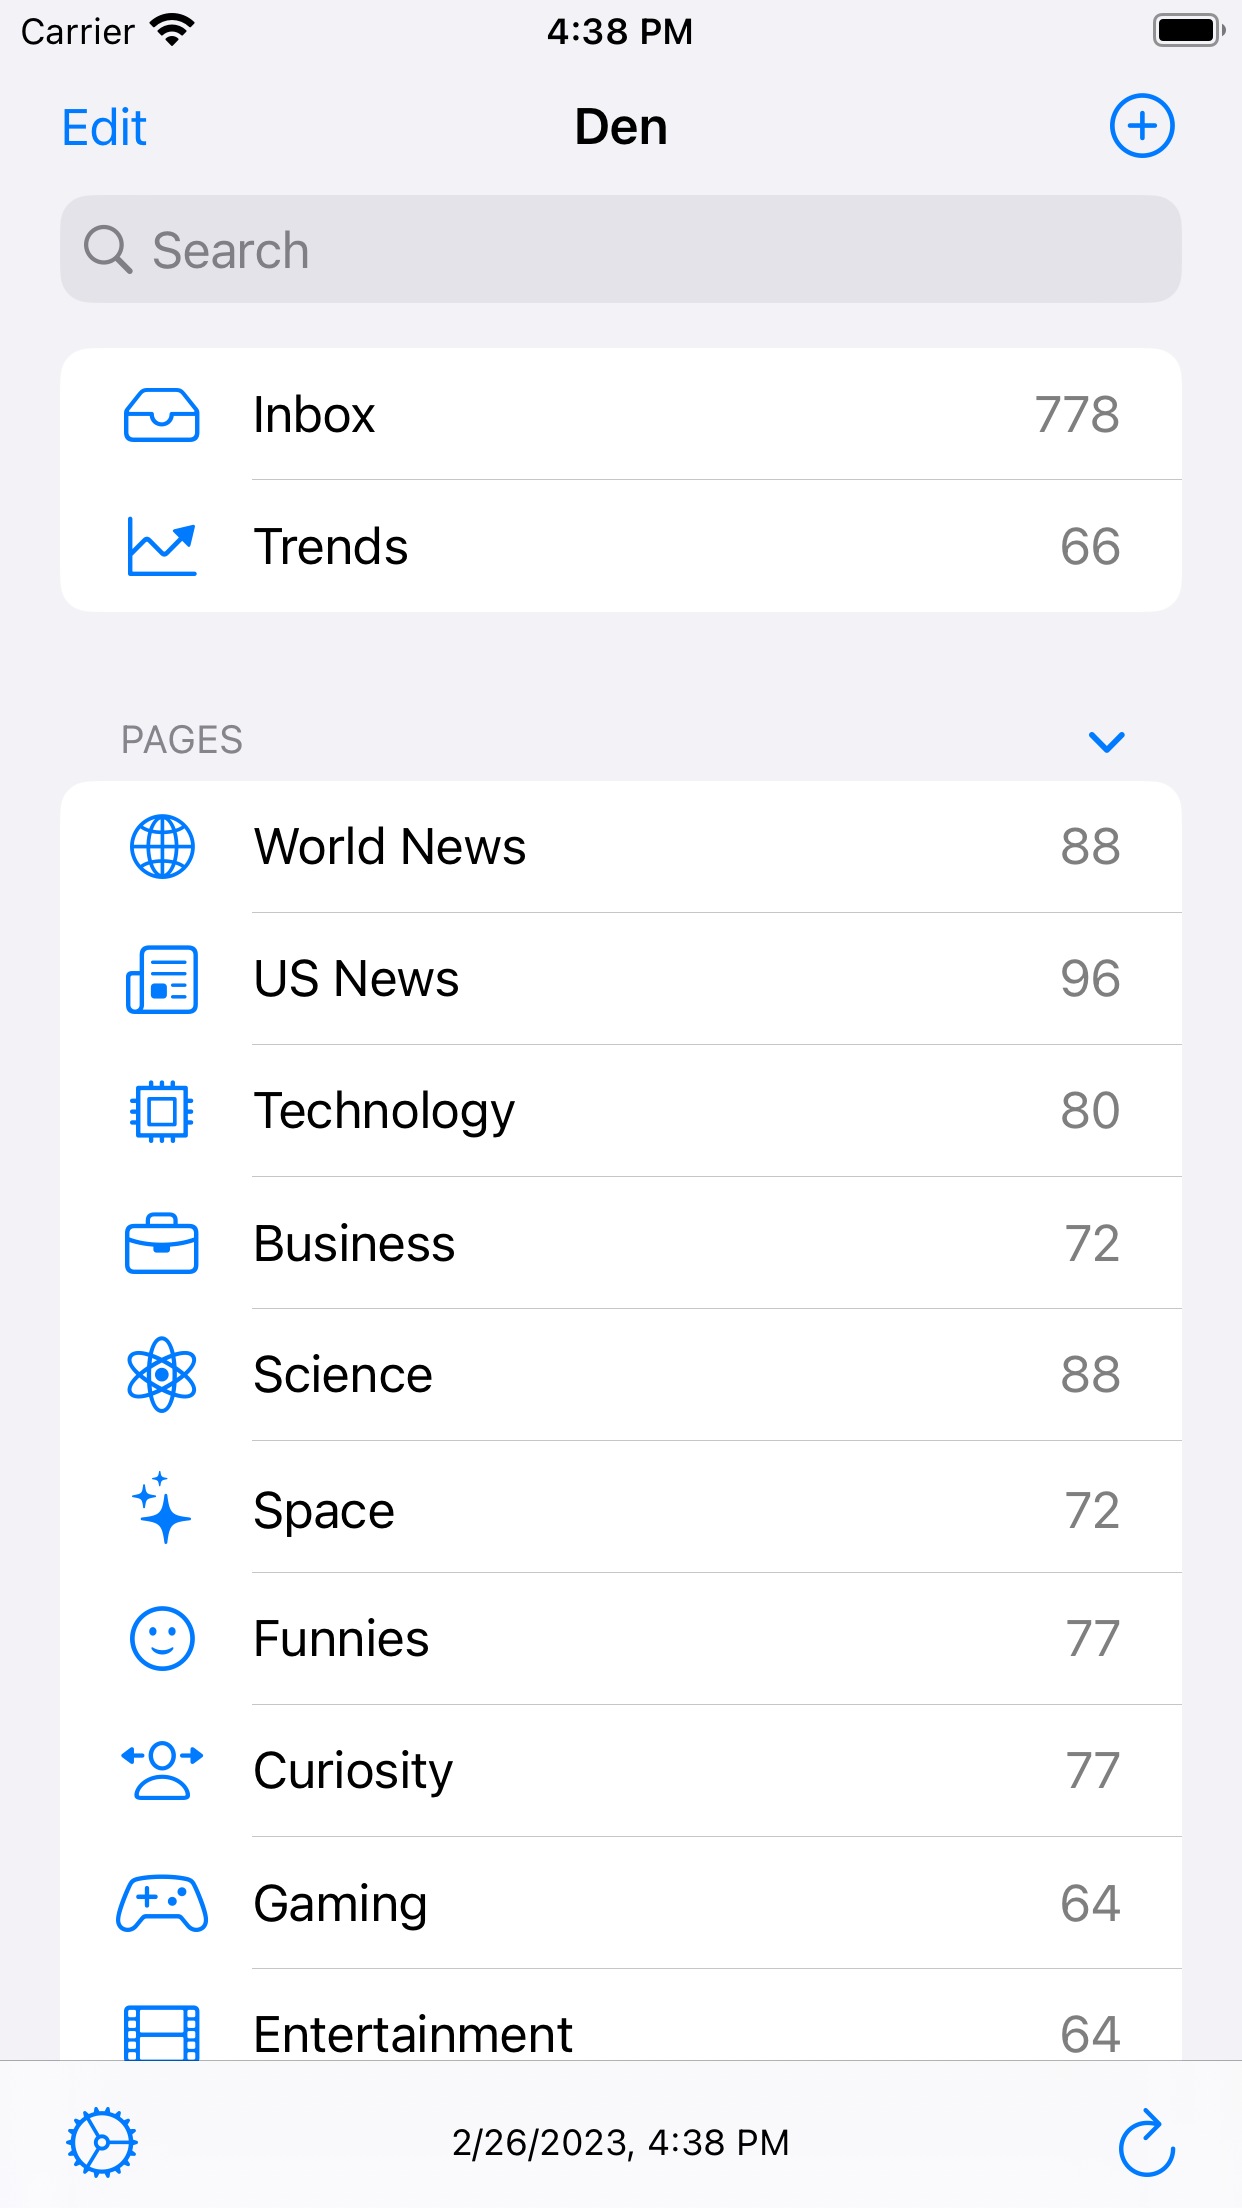 Carrier 4:38 PM
Edit Den
Search
Inbox 778
Trends 66
PAGES
World News 88
US News 96
Technology 80
Business 72
Science 88
Space 72
Funnies 77
Curiosity 77
Gaming 64
Entertainment 64
2/26/2023, 4:38 PM